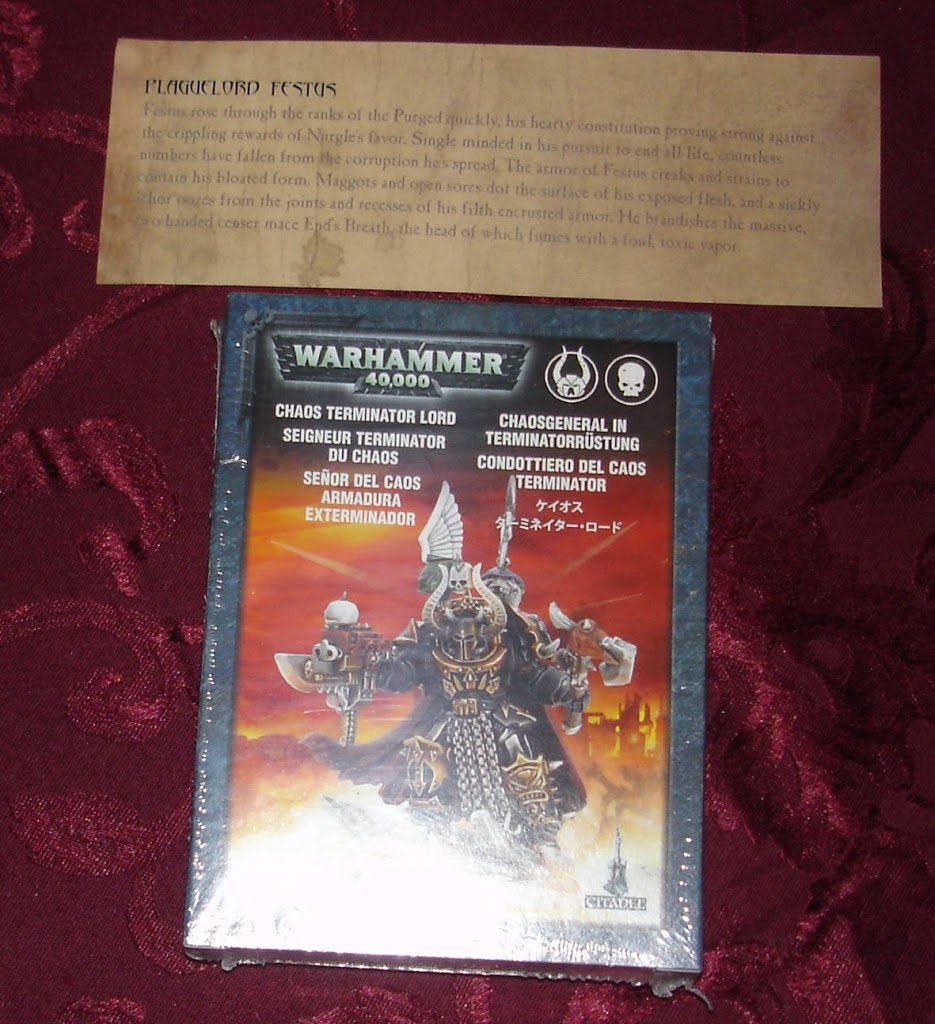 PLAGUELORD FESTUS
Festus rose through the ranks of the Purged quickly, his hearty constitution proving strong against
the crippling rewards of Nurgle's favor. Single minded in his pursuit to end all life, countless
numbers have fallen from the corruption he's spread. The armor of Festus creaks and strains to
contain his bloated form. Maggots and open sores dot the surface of his exposed flesh, and a sickly
ichor oozes from the joints and recesses of his filth encrusted armor. He brandishes the massive,
two handed censer mace End's Breath, the head of which fumes with a foul, toxic vapor.
WARHAMMER
40,000
CHAOS TERMINATOR LORD
SEIGNEUR TERMINATOR
DU CHAOS
SEÑOR DEL CAOS
ARMADURA
EXTERMINADOR
CHAOSGENERAL IN
TERMINATORRÜSTUNG
CONDOTTIERO DEL CAOS
TERMINATOR
ケイオス
ターミネイター・ロード
CITADEL